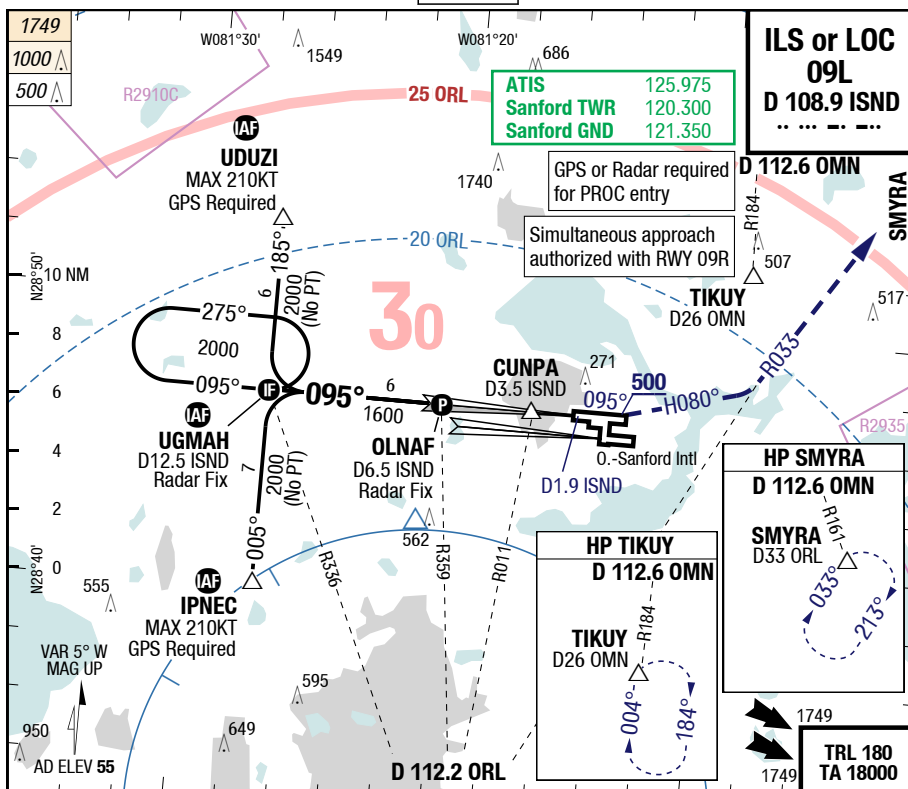 1749
1000
500
W081°30'
W081°20'
1549
686
R2910C
25 ORL
ATIS 125.975
Sanford TWR 120.300
Sanford GND 121.350
ILS or LOC
09L
D 108.9 ISND
IAF
UDUZI
MAX 210KT
GPS Required
1740
GPS or Radar required
for PROC entry
D 112.6 OMN
SMYRA
R184
20 ORL
Simultaneous approach
authorized with RWY 09R
507
TIKUY
D26 OMN
517
N28°50'
10 NM
8
6
4
2
0
N28°40'
185°
6
2000
(No PT)
275°
2000
095°
IF
30
095°
6
1600
P
CUNPA
D3.5 ISND
271
095°
500
H080°
R033
IAF
UGMAH
D12.5 ISND
Radar Fix
OLNAF
D6.5 ISND
Radar Fix
D1.9 ISND
O.-Sanford Intl
R2935
7
2000
(No PT)
005°
562
R336
R359
R011
555
IAF
IPNEC
MAX 210KT
GPS Required
HP TIKUY
D 112.6 OMN
R184
TIKUY
D26 OMN
004°
184°
HP SMYRA
D 112.6 OMN
R161
SMYRA
D33 ORL
033°
213°
VAR 5° W
MAG UP
595
649
950
AD ELEV 55
D 112.2 ORL
1749
1749
TRL 180
TA 18000